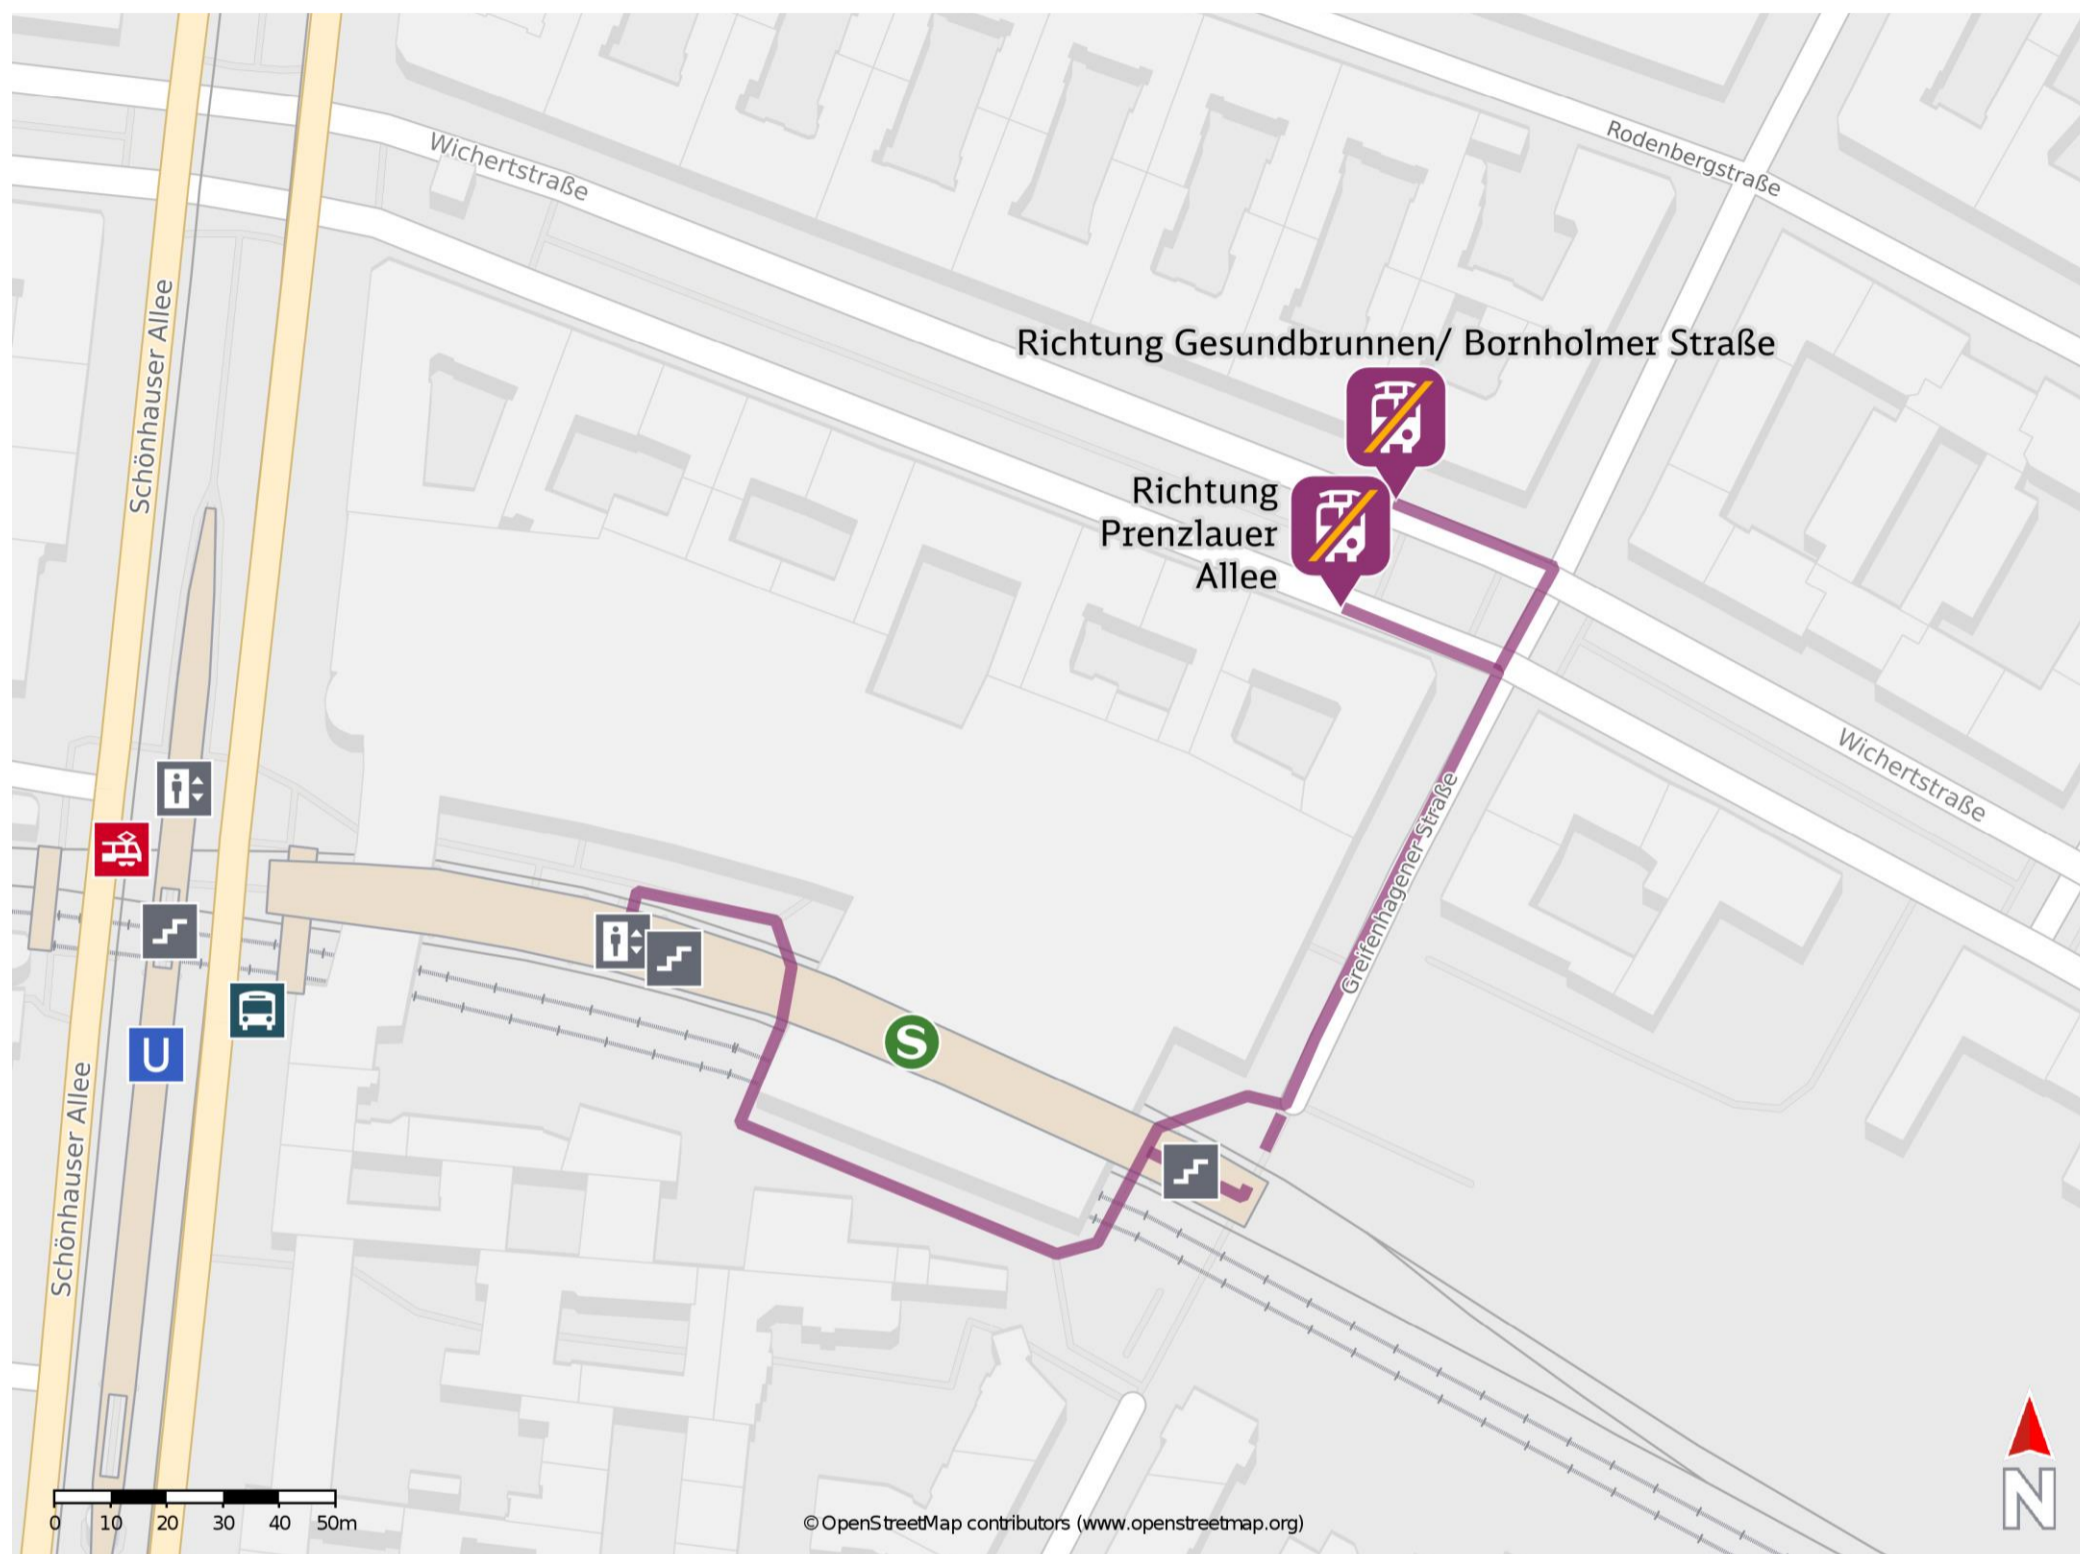 Wichertstraße
Rodenbergstraße
Schönhauser Allee
Richtung Gesundbrunnen/ Bornholmer Straße
Richtung
Prenzlauer
Allee
Wichertstraße
Greifenhagener Straße
S
U
Schönhauser Allee
0 10 20 30 40 50m
© OpenStreetMap contributors (www.openstreetmap.org)
N